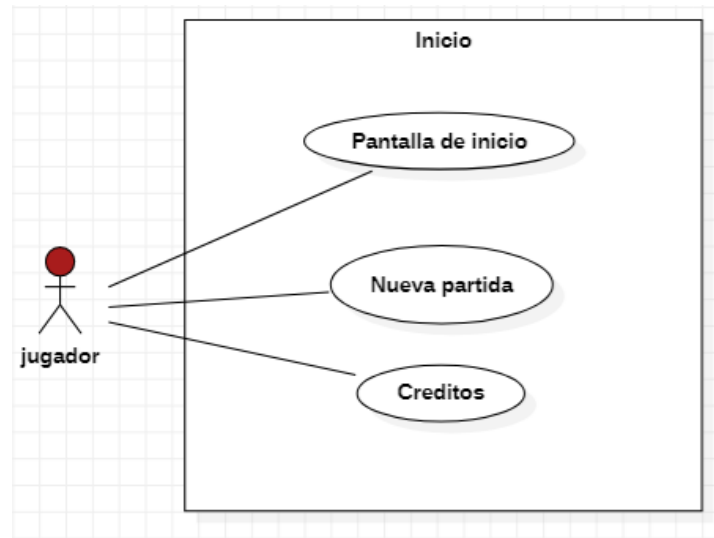 Inicio
Pantalla de inicio
Nueva partida
jugador
Creditos